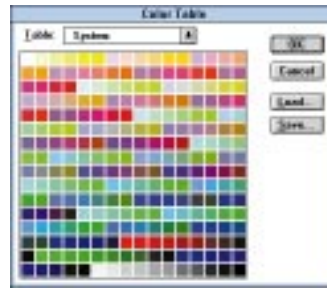 Color Table
Table: System
OK
Cancel
Load...
Save...